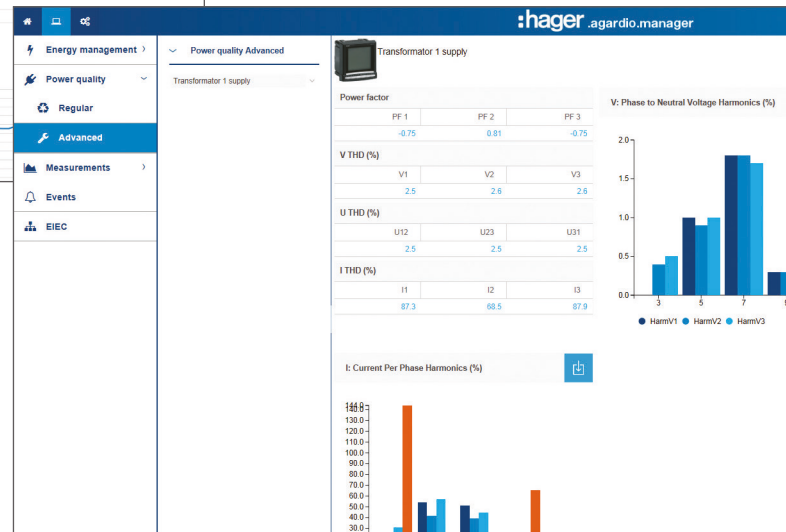 :hager .agardio.manager
Energy management
Power quality
Regular
Advanced
Measurements
Events
EIEC
Power quality Advanced
Transformator 1 supply
Transformator 1 supply
Power factor
PF 1 PF 2 PF 3
-0.75 0.81 -0.75
V THD (%)
V1 V2 V3
2.5 2.6 2.6
U THD (%)
U12 U23 U31
2.5 2.5 2.5
I THD (%)
I1 I2 I3
87.3 68.5 87.9
V: Phase to Neutral Voltage Harmonics (%)
2.0
1.5
1.0
0.5
0.0
3 5 7 9
HarmV1 HarmV2 HarmV3
I: Current Per Phase Harmonics (%)
144.0
140.0
130.0
120.0
110.0
100.0
90.0
80.0
70.0
60.0
50.0
40.0
30.0